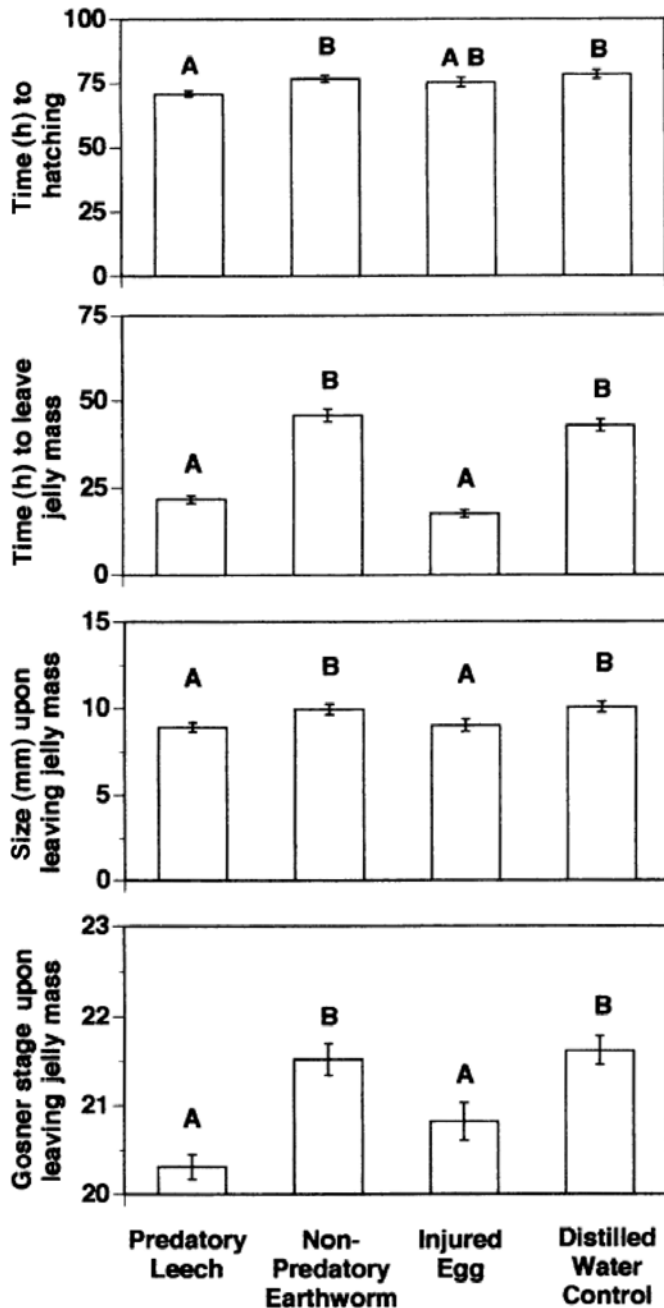 Time (h) to
hatching
100
75
50
25
0
A
B
A B
B
Time (h) to leave
jelly mass
75
50
25
0
A
B
A
B
Size (mm) upon
leaving jelly mass
15
10
5
0
A
B
A
B
Gosner stage upon
leaving jelly mass
23
22
21
20
A
B
A
B
Predatory
Leech
Non-
Predatory
Earthworm
Injured
Egg
Distilled
Water
Control